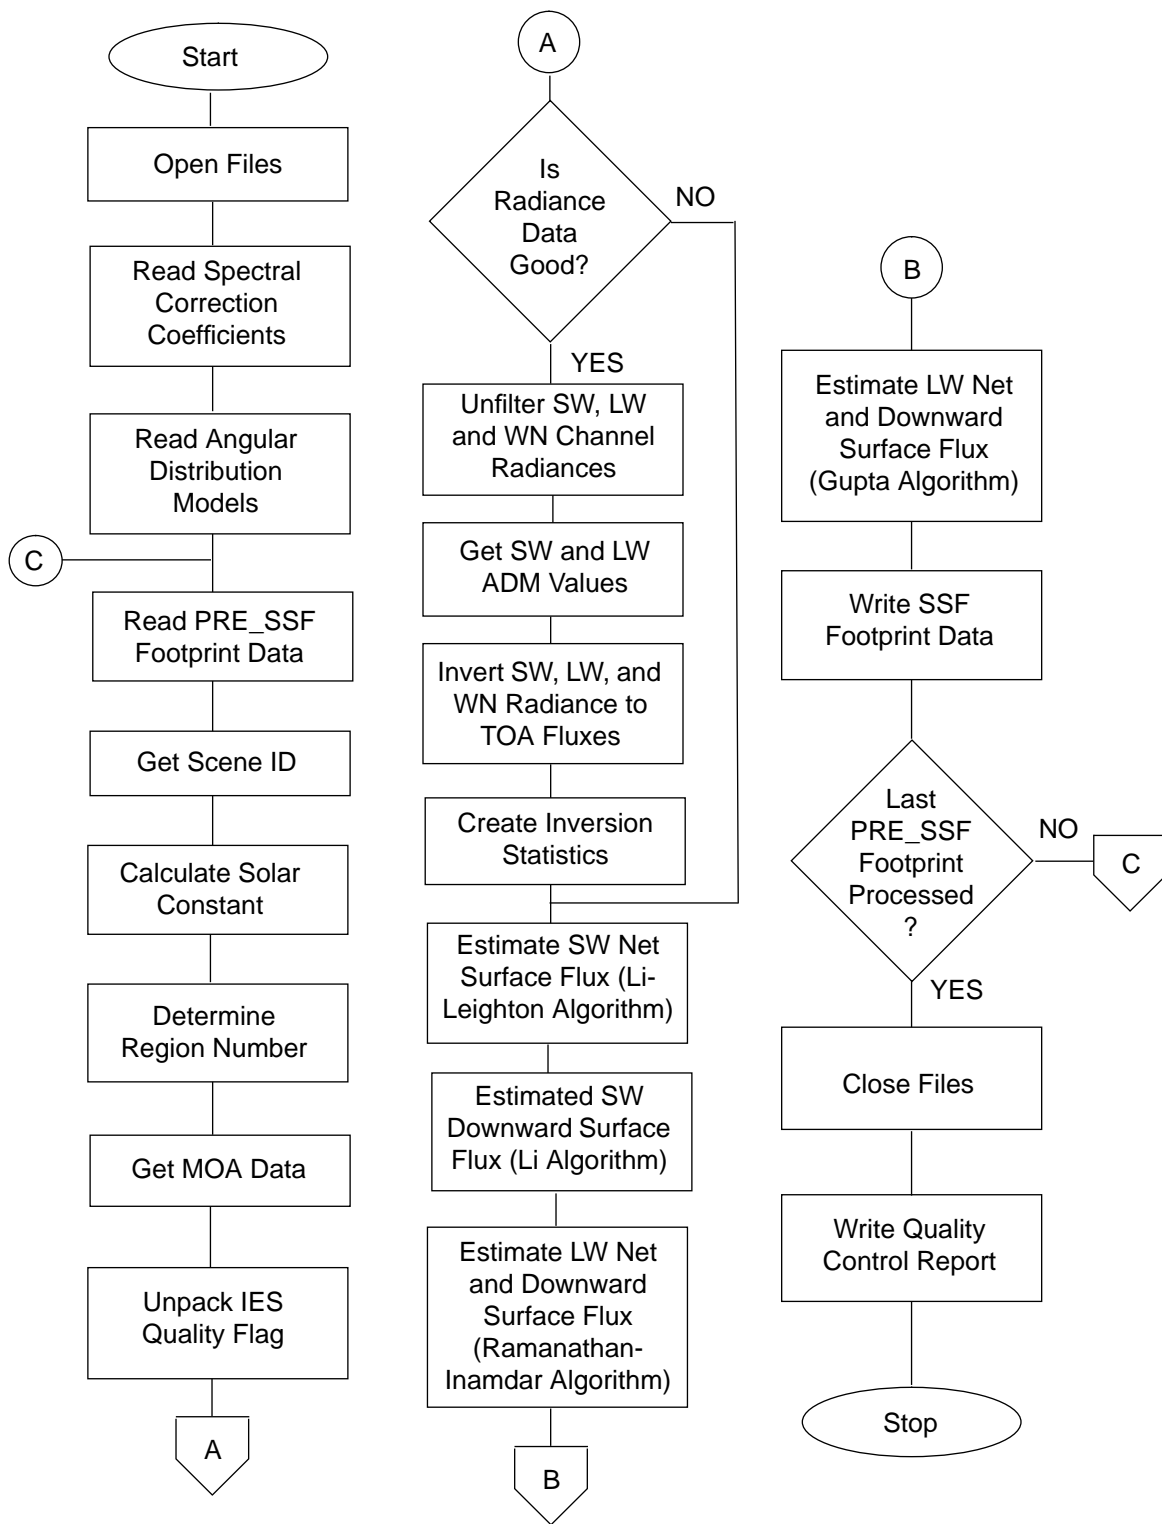 Start
Open Files
Read Spectral
Correction
Coefficients
Read Angular
Distribution
Models
C
Read PRE_SSF
Footprint Data
Get Scene ID
Calculate Solar
Constant
Determine
Region Number
Get MOA Data
Unpack IES
Quality Flag
A
A
Is
Radiance
Data
Good?
NO
YES
Unfilter SW, LW
and WN Channel
Radiances
Get SW and LW
ADM Values
Invert SW, LW, and
WN Radiance to
TOA Fluxes
Create Inversion
Statistics
Estimate SW Net
Surface Flux (Li-
Leighton Algorithm)
Estimated SW
Downward Surface
Flux (Li Algorithm)
Estimate LW Net
and Downward
Surface Flux
(Ramanathan-
Inamdar Algorithm)
B
B
Estimate LW Net
and Downward
Surface Flux
(Gupta Algorithm)
Write SSF
Footprint Data
Last
PRE_SSF
Footprint
Processed
?
NO
C
YES
Close Files
Write Quality
Control Report
Stop